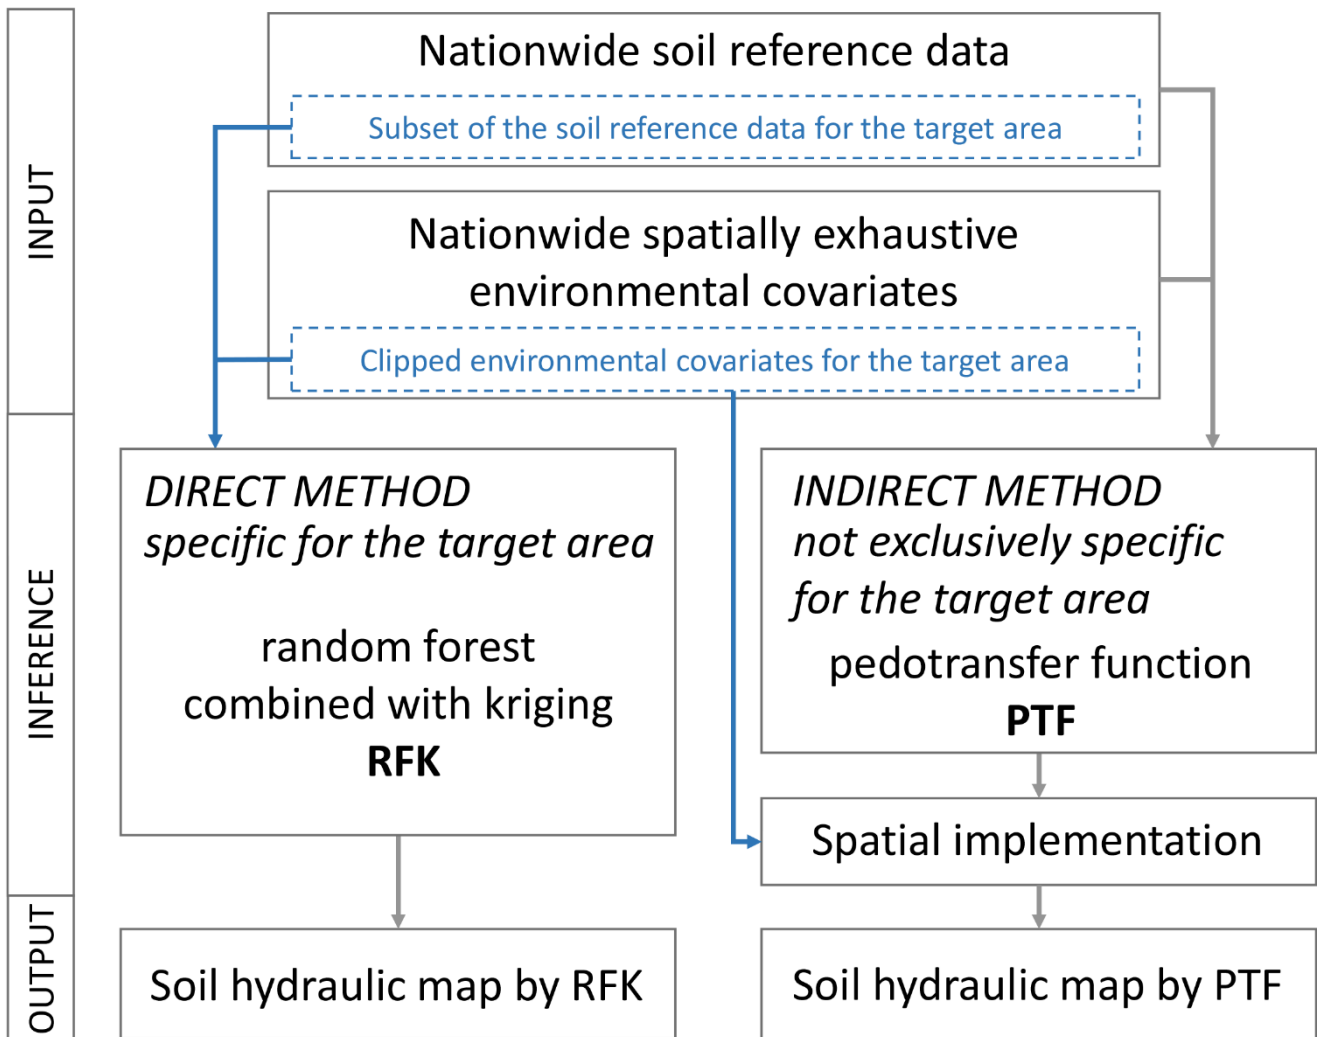 INPUT
Nationwide soil reference data
Subset of the soil reference data for the target area
Nationwide spatially exhaustive
environmental covariates
Clipped environmental covariates for the target area
INFERENCE
DIRECT METHOD
specific for the target area
random forest
combined with kriging
RFK
INDIRECT METHOD
not exclusively specific
for the target area
pedotransfer function
PTF
Spatial implementation
OUTPUT
Soil hydraulic map by RFK
Soil hydraulic map by PTF